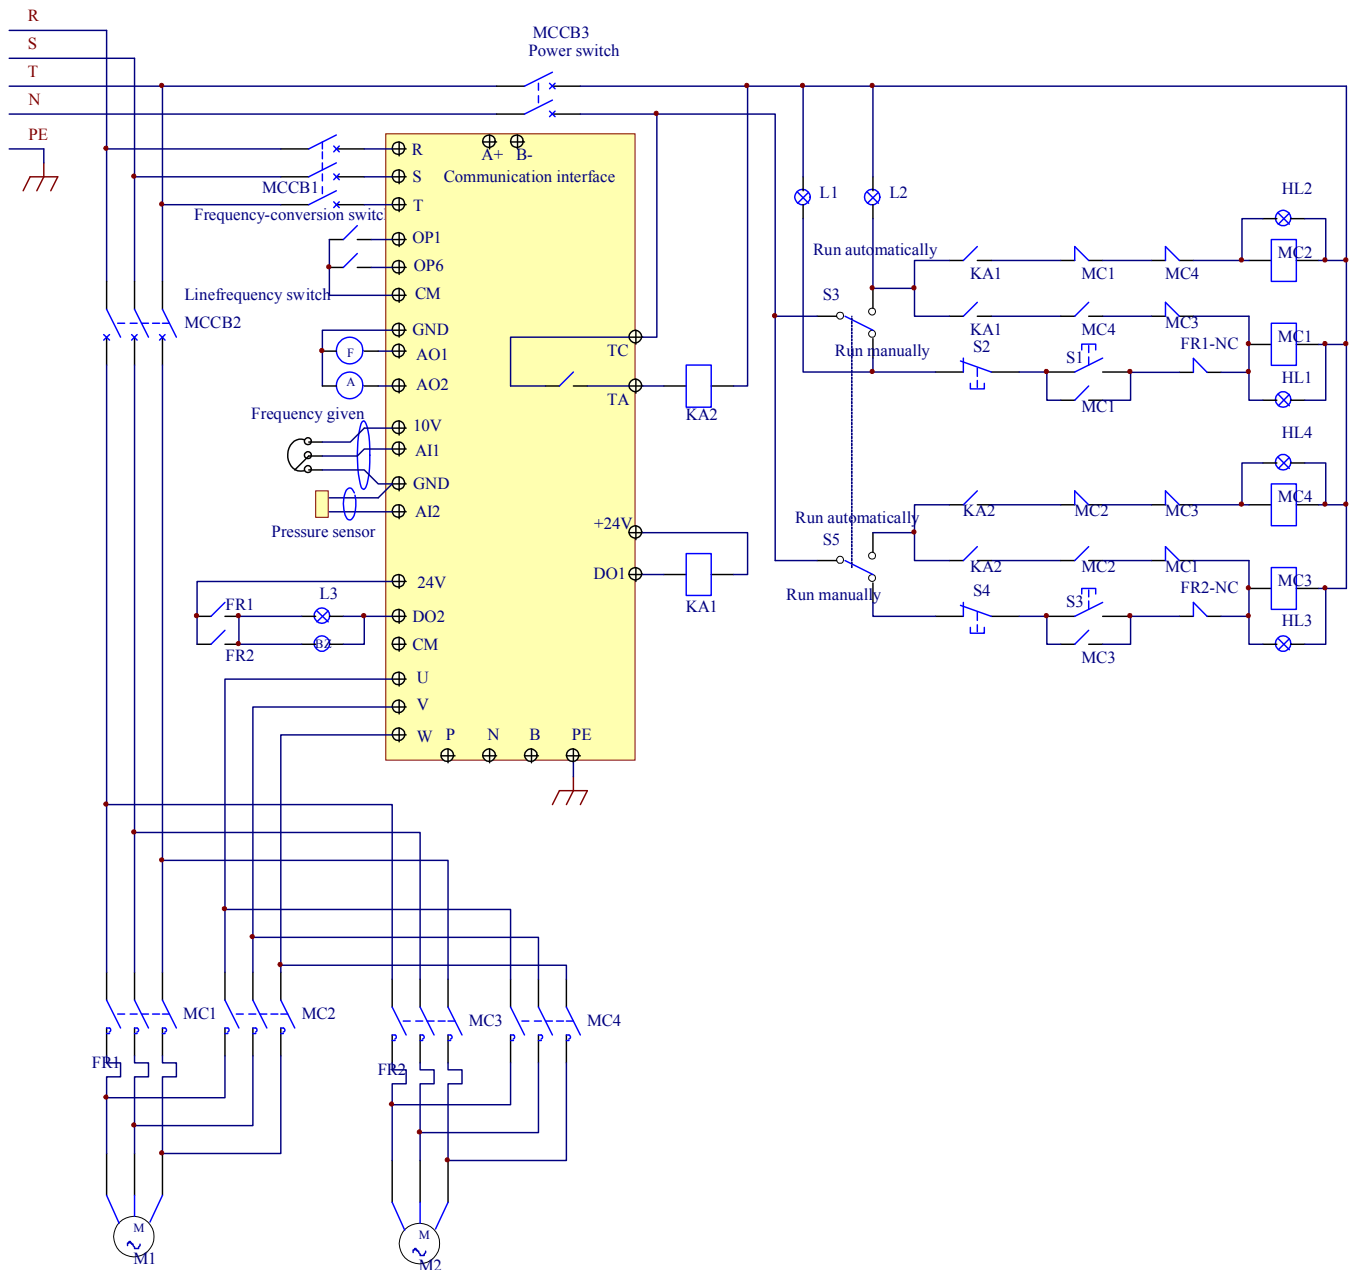 R
S
T
N
PE
MCCB3
Power switch
A+ B-
Communication interface
R
S
T
MCCB1
Frequency-conversion switc
OP1
OP6
CM
Linefrequency switch
MCCB2
GND
AO1
AO2
F
A
Frequency given
10V
AI1
GND
AI2
Pressure sensor
TC
TA
KA2
+24V
DO1
KA1
24V
DO2
CM
FR1
FR2
L3
B2
U
V
W
P N B PE
L1
L2
Run automatically
S3
Run manually
KA1
MC1
MC4
HL2
MC2
KA1
MC4
MC3
MC1
S2
S1
FR1-NC
MC1
HL1
Run automatically
S5
Run manually
KA2
MC2
MC3
HL4
MC4
KA2
MC2
MC1
MC3
S4
S3
FR2-NC
MC3
HL3
MC1
MC2
MC3
MC4
FR1
FR2
M
M1
M
M2